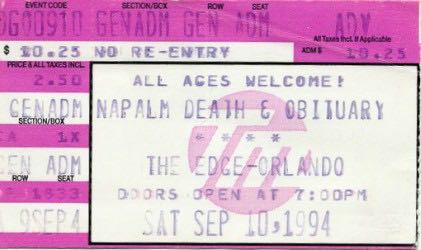 EVENT CODE SECTION/BOX ROW SEAT
GENADM GEN ADM ADV
All Taxes Incl. If Applicable
$ 10.25 NO RE-ENTRY ADM $ 10.25
PRICE & ALL TAXES INCL.
2.50 ALL AGES WELCOME!
GENADM NAPALM DEATH & OBITUARY
SECTION/BOX
1X * * * *
EN ADM THE EDGE-ORLANDO
ROW SEAT
DOORS OPEN AT 7:00PM
9SEP4 SAT SEP 10,1994